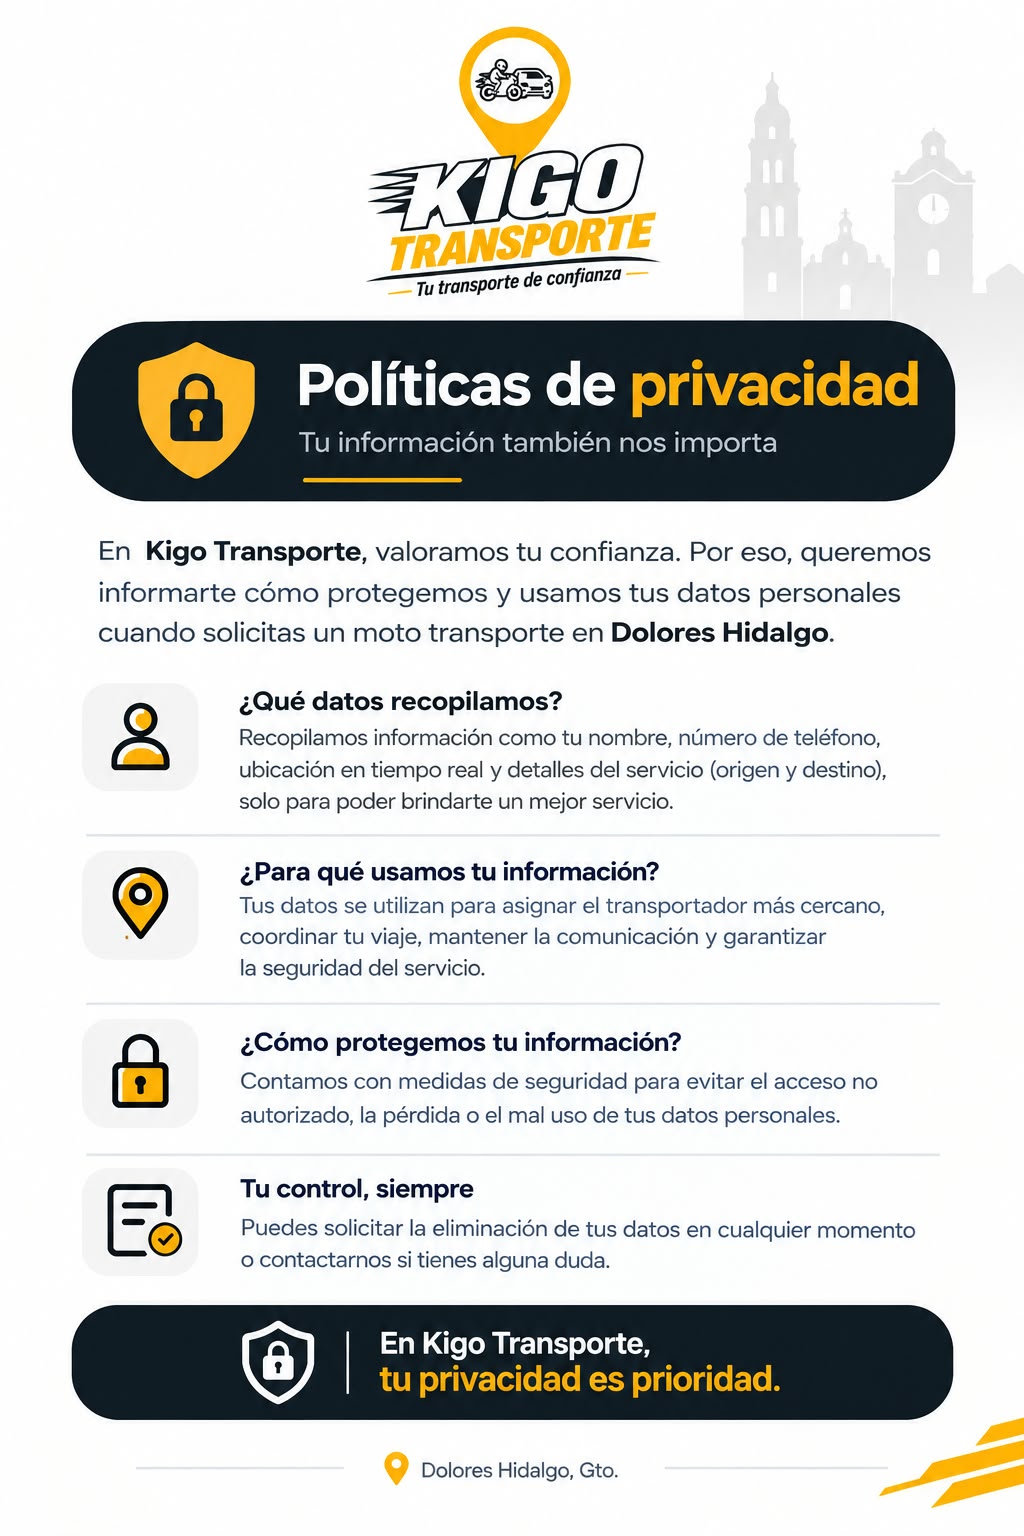 KIGO
TRANSPORTE
Tu transporte de confianza
Políticas de privacidad
Tu información también nos importa
En Kigo Transporte, valoramos tu confianza. Por eso, queremos
informarte cómo protegemos y usamos tus datos personales
cuando solicitas un moto transporte en Dolores Hidalgo.
¿Qué datos recopilamos?
Recopilamos información como tu nombre, número de teléfono,
ubicación en tiempo real y detalles del servicio (origen y destino),
solo para poder brindarte un mejor servicio.
¿Para qué usamos tu información?
Tus datos se utilizan para asignar el transportador más cercano,
coordinar tu viaje, mantener la comunicación y garantizar
la seguridad del servicio.
¿Cómo protegemos tu información?
Contamos con medidas de seguridad para evitar el acceso no
autorizado, la pérdida o el mal uso de tus datos personales.
Tu control, siempre
Puedes solicitar la eliminación de tus datos en cualquier momento
o contactarnos si tienes alguna duda.
En Kigo Transporte,
tu privacidad es prioridad.
Dolores Hidalgo, Gto.